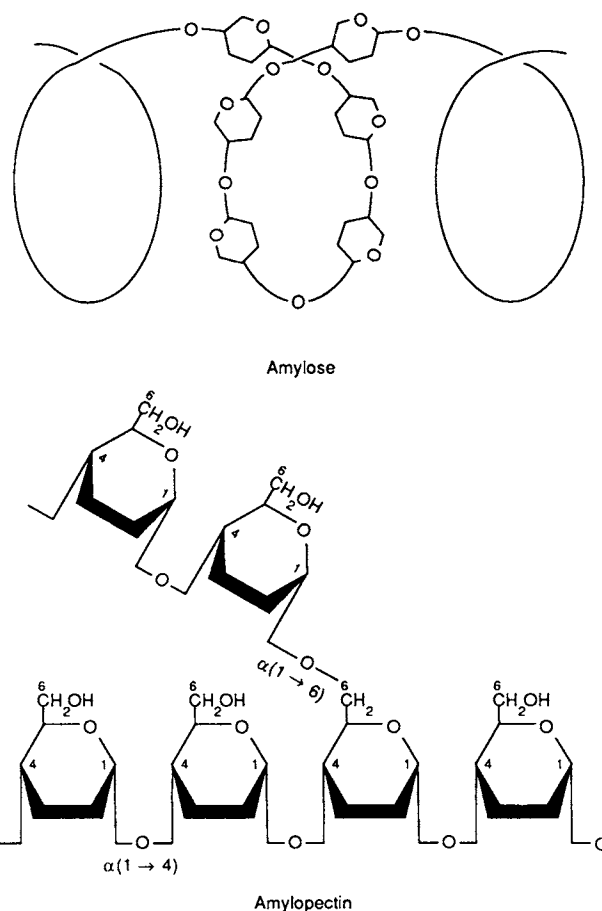 O O O O
O O
O O
O O
O O
O
Amylose
6
CH2OH
O
4
1
6
CH2OH
O
4
1
O
O
α(1 → 6)
6 6 6 6
CH2OH CH2OH CH2 CH2OH
O O O O
4 1 4 1 4 1 4 1
O O O O
α(1 → 4)
Amylopectin